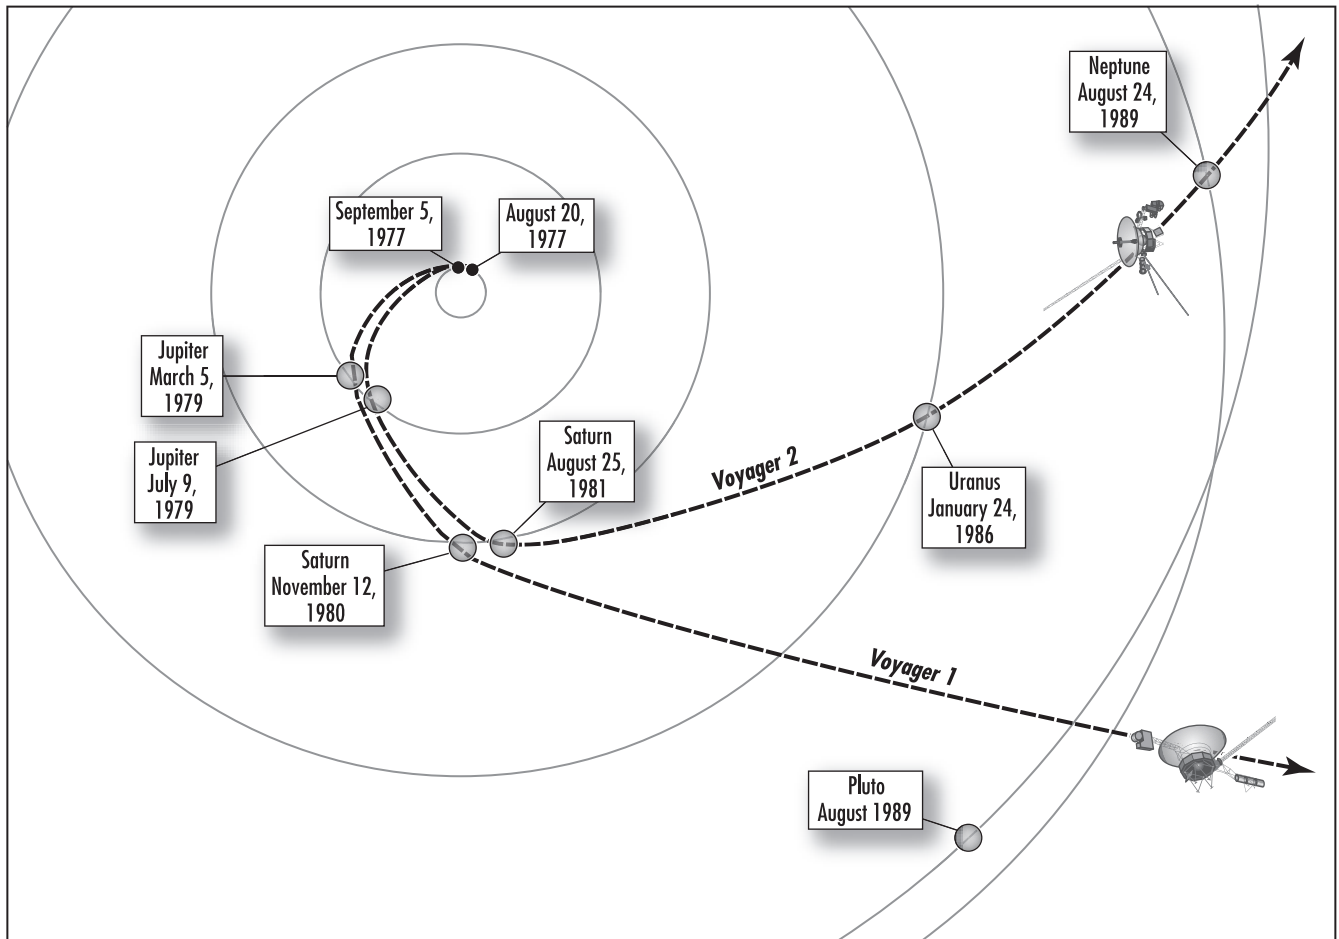 Neptune
August 24,
1989
September 5,
1977
August 20,
1977
Jupiter
March 5,
1979
Jupiter
July 9,
1979
Saturn
August 25,
1981
Voyager 2
Uranus
January 24,
1986
Saturn
November 12,
1980
Voyager 1
Pluto
August 1989